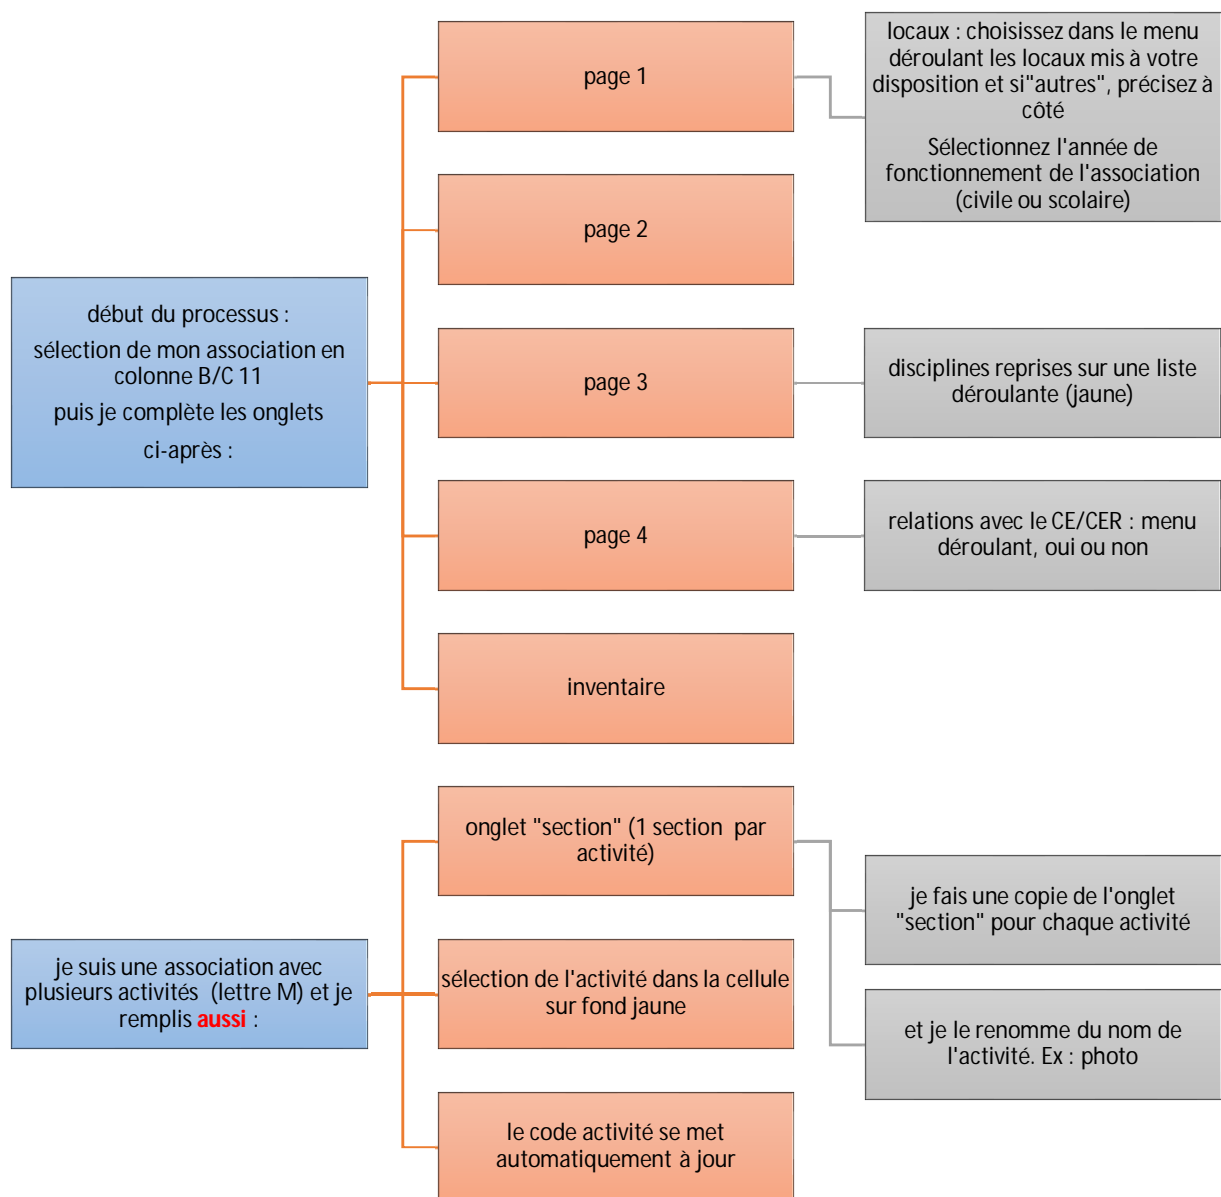 début du processus :
sélection de mon association en
colonne B/C 11
puis je complète les onglets
ci-après :
page 1
locaux : choisissez dans le menu
déroulant les locaux mis à votre
disposition et si"autres", précisez à
côté
Sélectionnez l'année de
fonctionnement de l'association
(civile ou scolaire)
page 2
page 3
disciplines reprises sur une liste
déroulante (jaune)
page 4
relations avec le CE/CER : menu
déroulant, oui ou non
inventaire
je suis une association avec
plusieurs activités (lettre M) et je
remplis aussi :
onglet "section" (1 section par
activité)
je fais une copie de l'onglet
"section" pour chaque activité
et je le renomme du nom de
l'activité. Ex : photo
sélection de l'activité dans la cellule
sur fond jaune
le code activité se met
automatiquement à jour